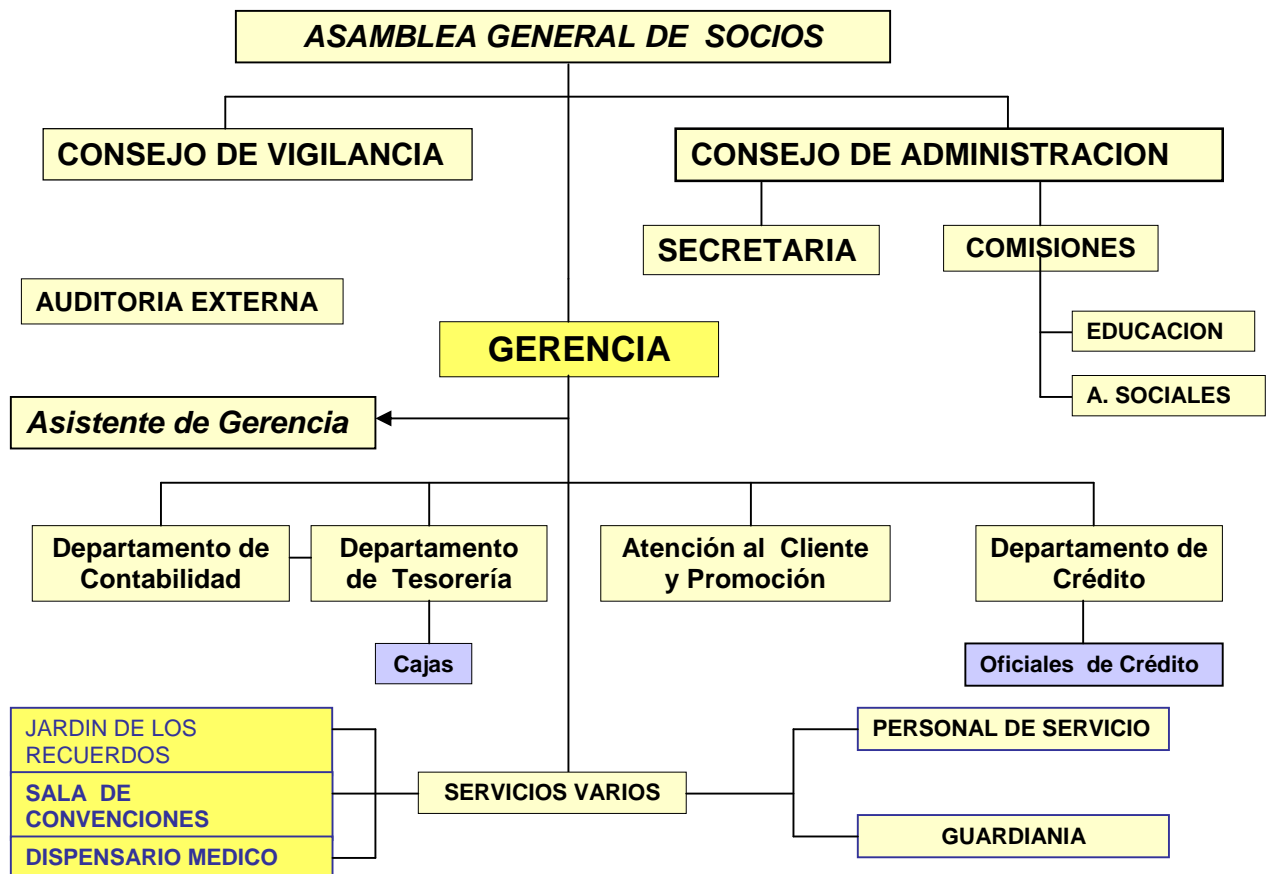 ASAMBLEA GENERAL DE SOCIOS
CONSEJO DE VIGILANCIA
CONSEJO DE ADMINISTRACION
SECRETARIA
COMISIONES
AUDITORIA EXTERNA
EDUCACION
GERENCIA
A. SOCIALES
Asistente de Gerencia
Departamento de
Contabilidad
Departamento
de Tesorería
Atención al Cliente
y Promoción
Departamento de
Crédito
Cajas
Oficiales de Crédito
JARDIN DE LOS
RECUERDOS
SALA DE
CONVENCIONES
DISPENSARIO MEDICO
SERVICIOS VARIOS
PERSONAL DE SERVICIO
GUARDIANIA